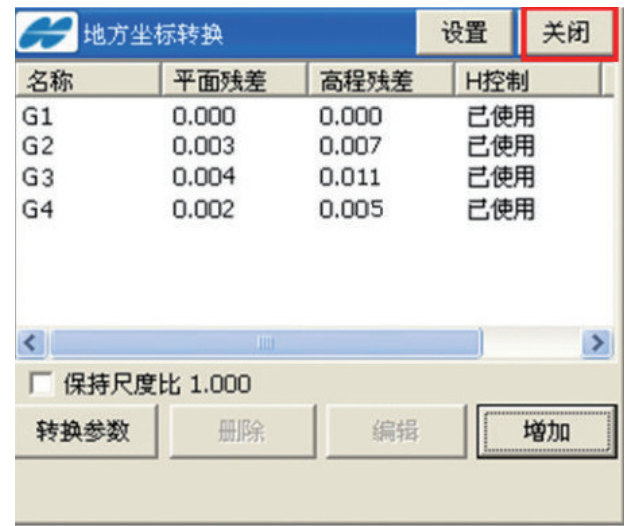 地方坐标转换 设置 关闭
名称 平面残差 高程残差 H控制
G1 0.000 0.000 已使用
G2 0.003 0.007 已使用
G3 0.004 0.011 已使用
G4 0.002 0.005 已使用
保持尺度比 1.000
转换参数 删除 编辑 增加